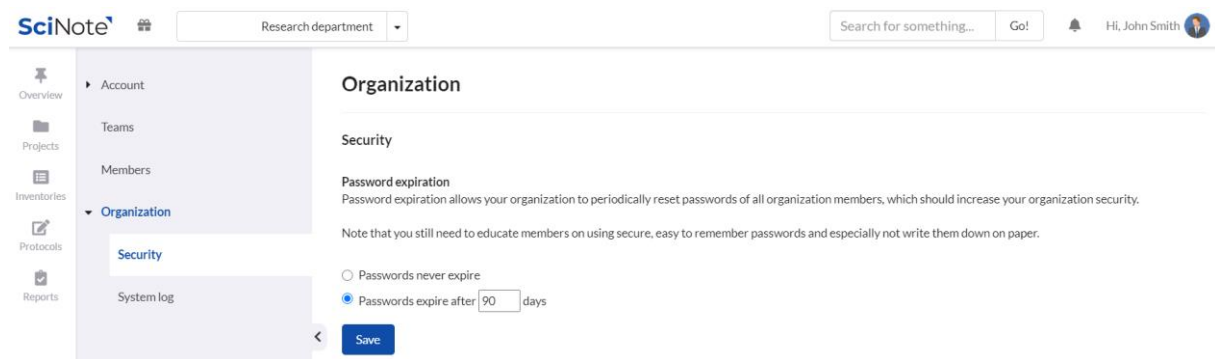 SciNote
Research department
Search for something...
Go!
Hi, John Smith
Overview
Projects
Inventories
Protocols
Reports
Account
Teams
Members
Organization
Security
System log
Organization
Security
Password expiration
Password expiration allows your organization to periodically reset passwords of all organization members, which should increase your organization security.
Note that you still need to educate members on using secure, easy to remember passwords and especially not write them down on paper.
Passwords never expire
Passwords expire after 90 days
Save